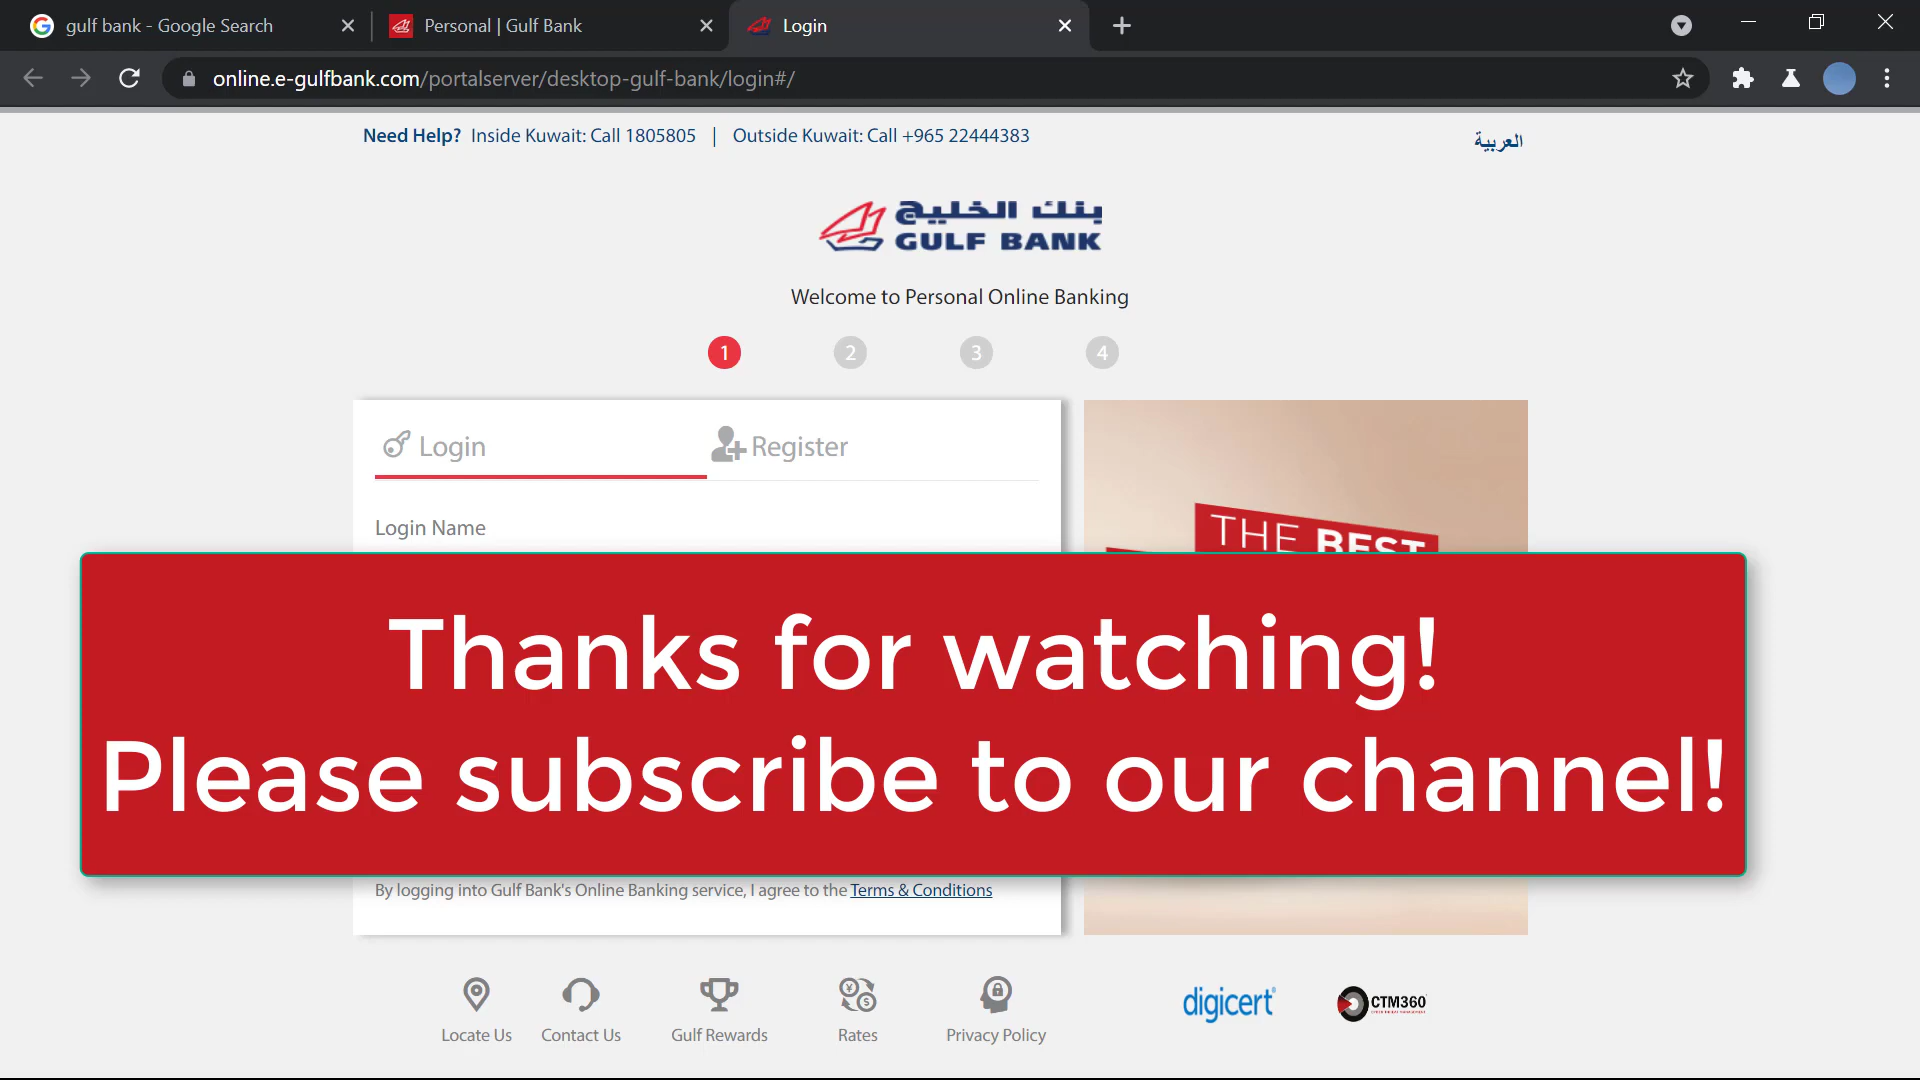 gulf bank - Google Search
Personal | Gulf Bank
Login
online.e-gulfbank.com/portalserver/desktop-gulf-bank/login#/
Need Help? Inside Kuwait: Call 1805805 | Outside Kuwait: Call +965 22444383
العربية
بنك الخليج
GULF BANK
Welcome to Personal Online Banking
1 2 3 4
Login
Register
Login Name
THE BEST
Thanks for watching!
Please subscribe to our channel!
By logging into Gulf Bank's Online Banking service, I agree to the Terms & Conditions
Locate Us
Contact Us
Gulf Rewards
Rates
Privacy Policy
digicert
CTM360